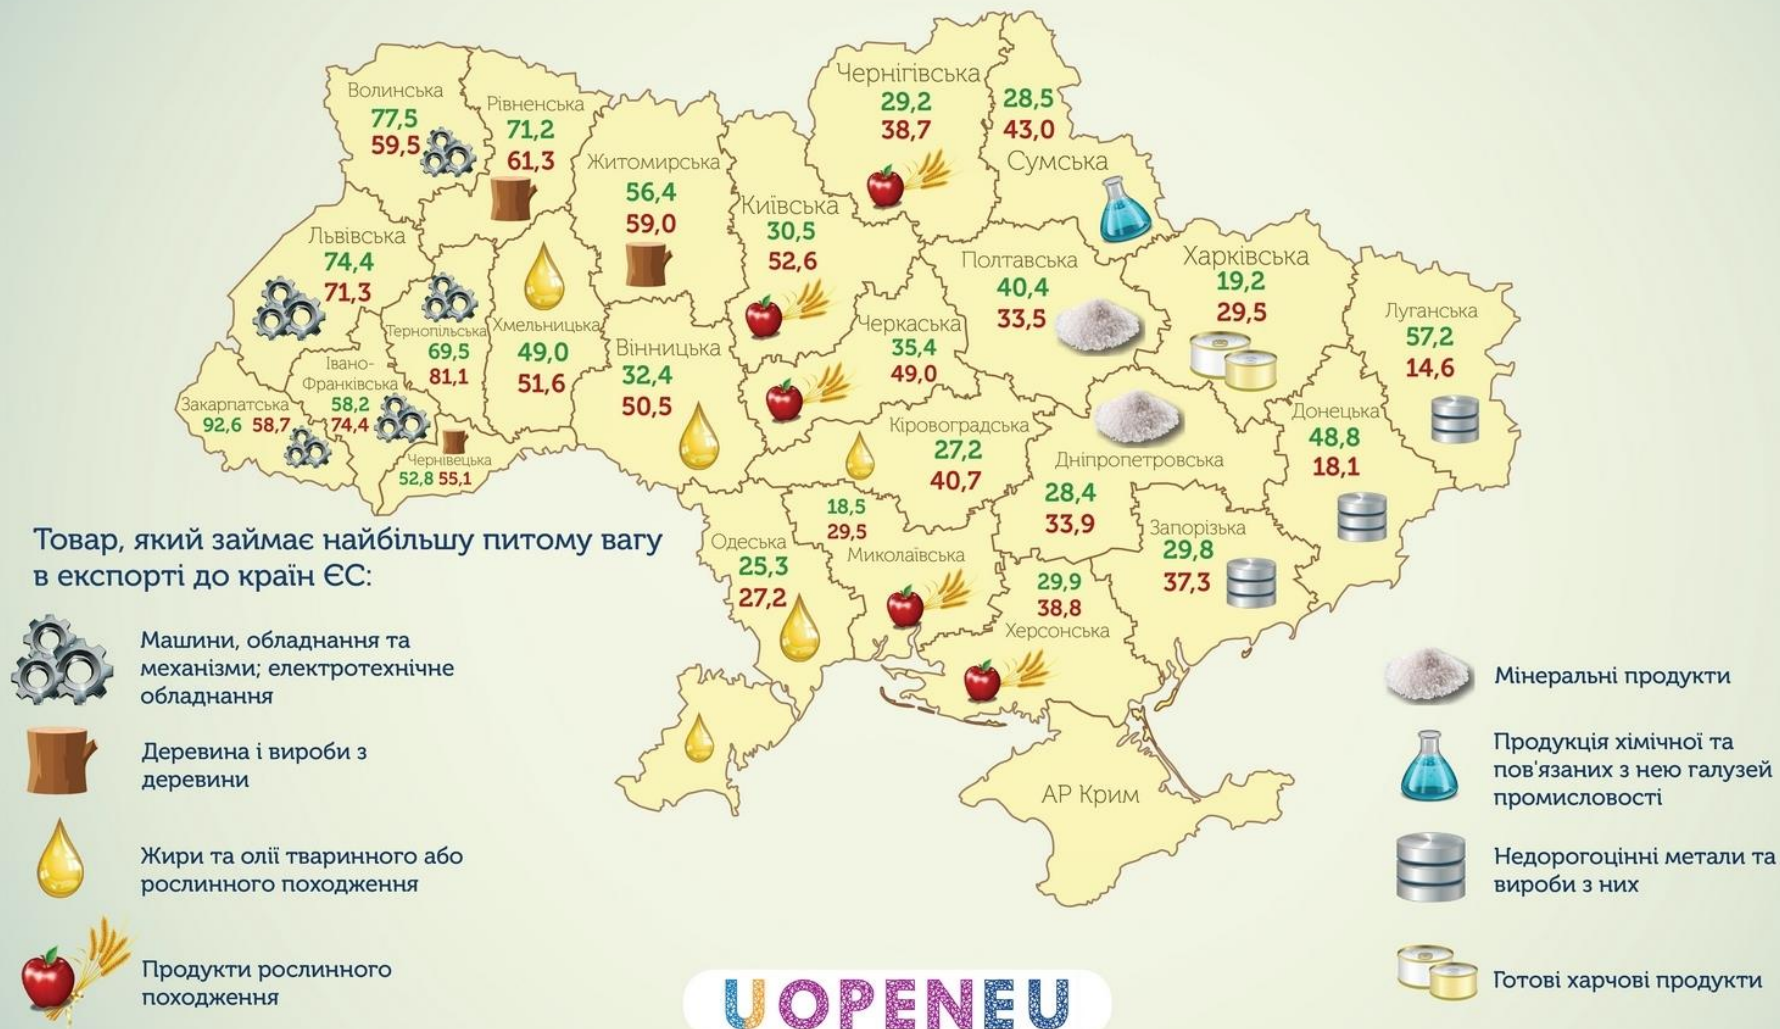 Волинська
77,5
59,5
Рівненська
71,2
61,3
Житомирська
56,4
59,0
Київська
30,5
52,6
Чернігівська
29,2
38,7
28,5
43,0
Сумська
Львівська
74,4
71,3
Тернопільська
69,5
81,1
Хмельницька
49,0
51,6
Вінницька
32,4
50,5
Черкаська
35,4
49,0
Полтавська
40,4
33,5
Харківська
19,2
29,5
Луганська
57,2
14,6
Івано-
Франківська
58,2
74,4
Закарпатська
92,6 58,7
Чернівецька
52,8 55,1
Кіровоградська
27,2
40,7
Дніпропетровська
28,4
33,9
Донецька
48,8
18,1
Запорізька
29,8
37,3
Одеська
25,3
27,2
18,5
29,5
Миколаївська
29,9
38,8
Херсонська
АР Крим
Товар, який займає найбільшу питому вагу
в експорті до країн ЄС:
Машини, обладнання та
механізми; електротехнічне
обладнання
Деревина і вироби з
деревини
Жири та олії тваринного або
рослинного походження
Продукти рослинного
походження
Мінеральні продукти
Продукція хімічної та
пов'язаних з нею галузей
промисловості
Недорогоцінні метали та
вироби з них
Готові харчові продукти
UOPENEU